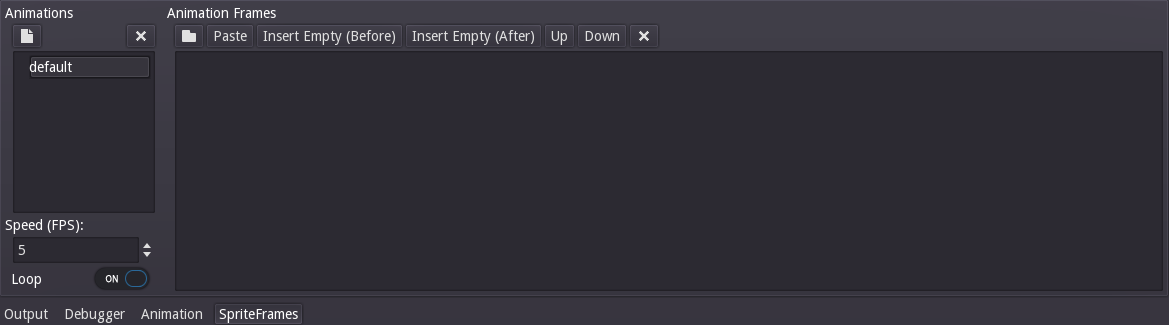 Animations
Animation Frames
Paste
Insert Empty (Before)
Insert Empty (After)
Up
Down
default
Speed (FPS):
5
Loop
ON
Output
Debugger
Animation
SpriteFrames